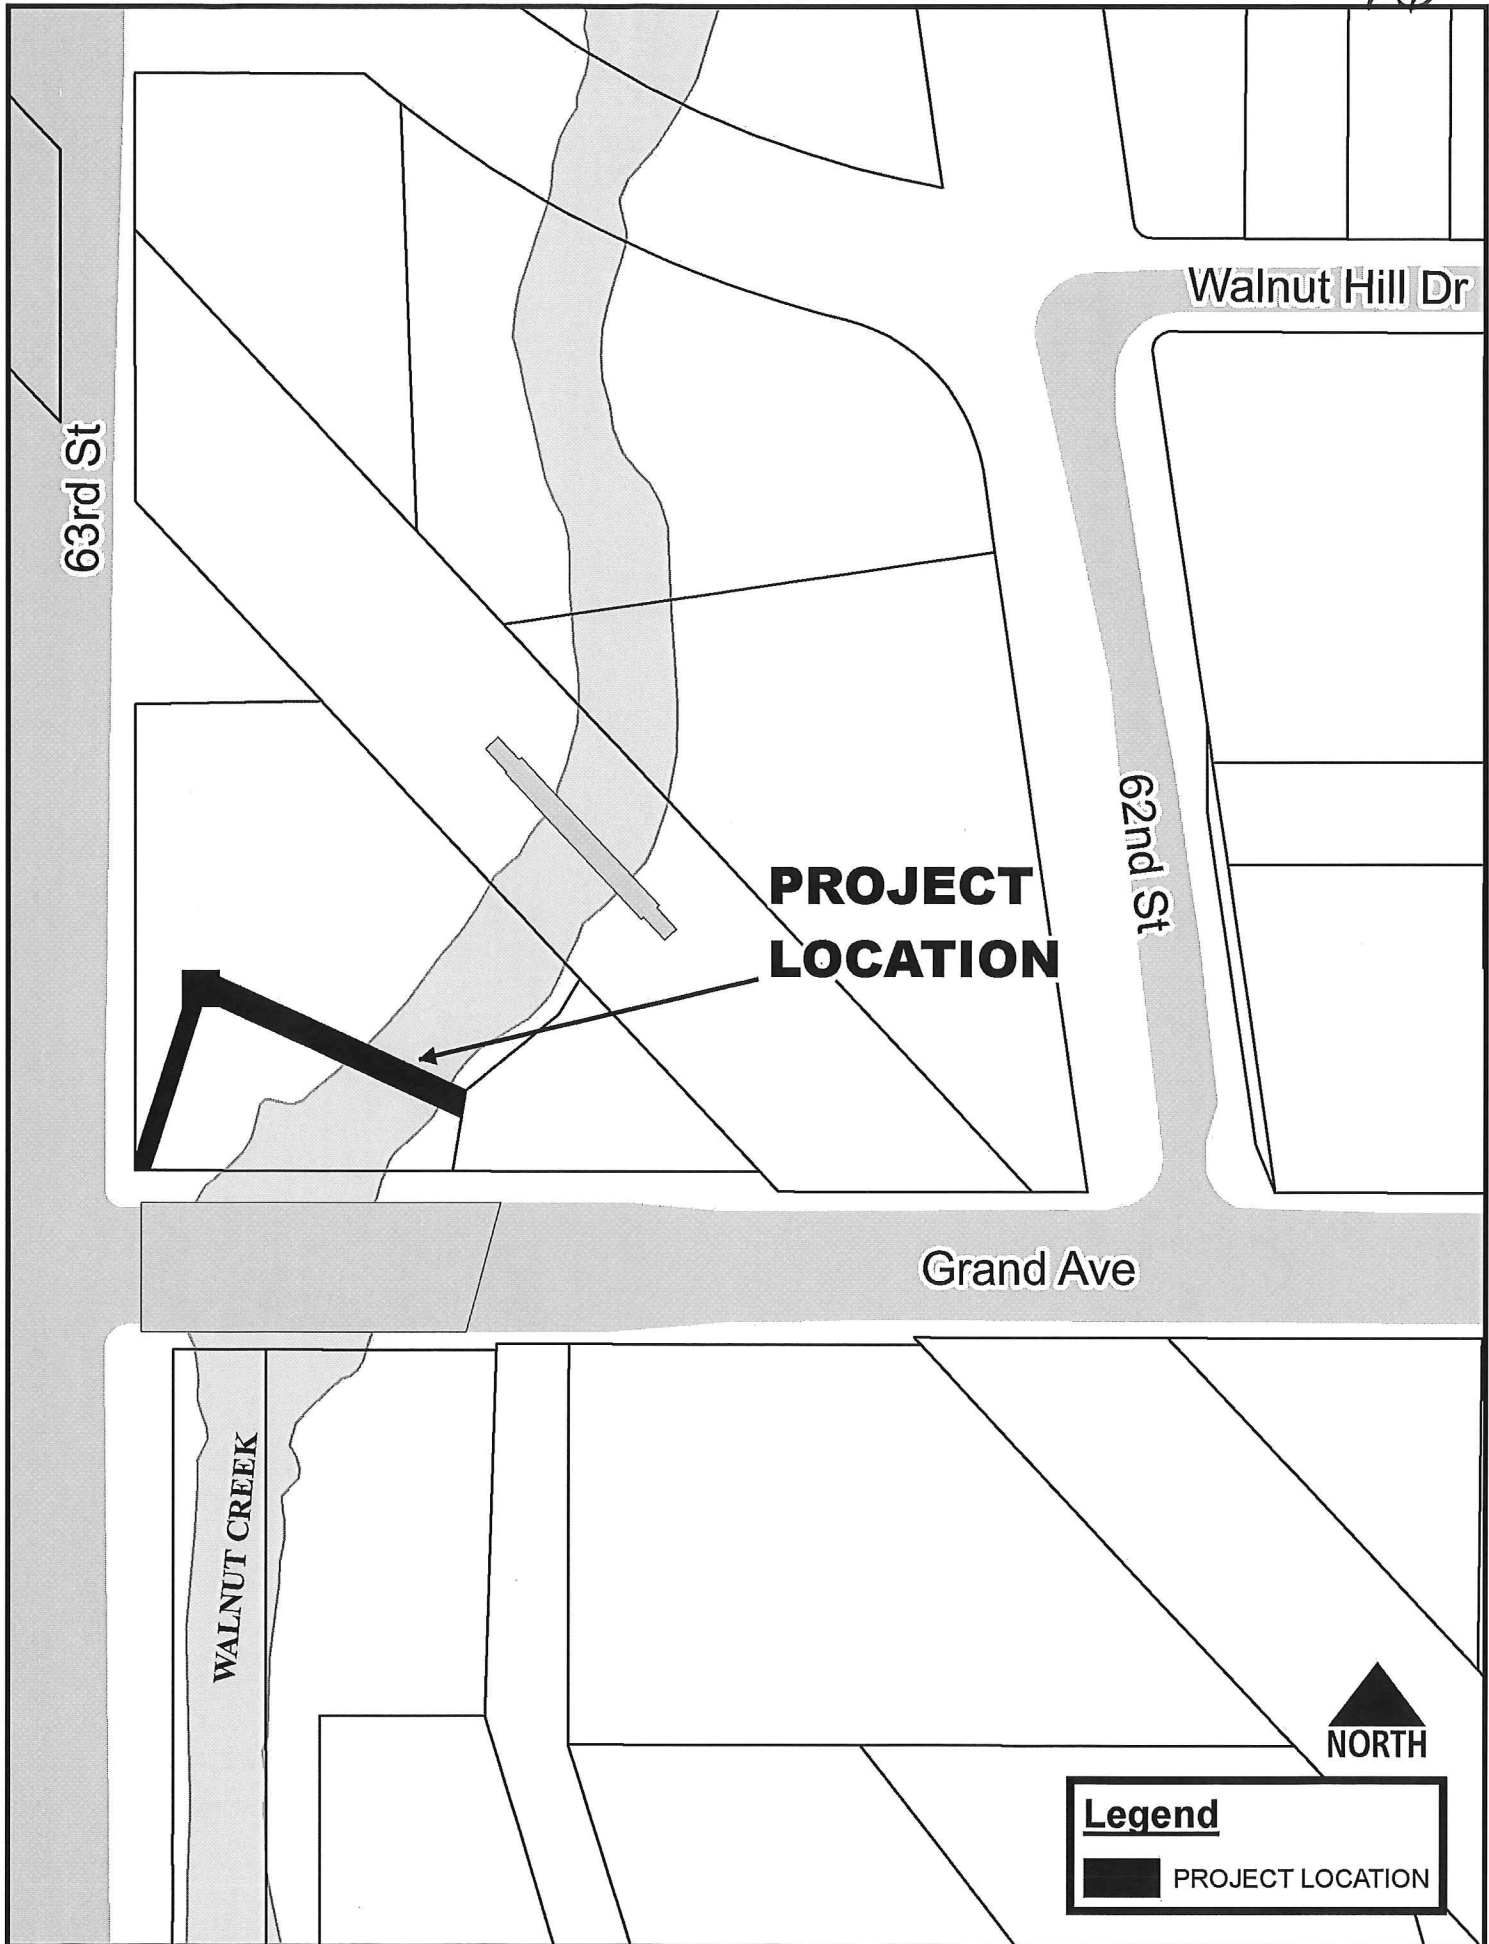 Walnut Hill Dr
63rd St
62nd St
PROJECT
LOCATION
Grand Ave
WALNUT CREEK
NORTH
Legend
PROJECT LOCATION